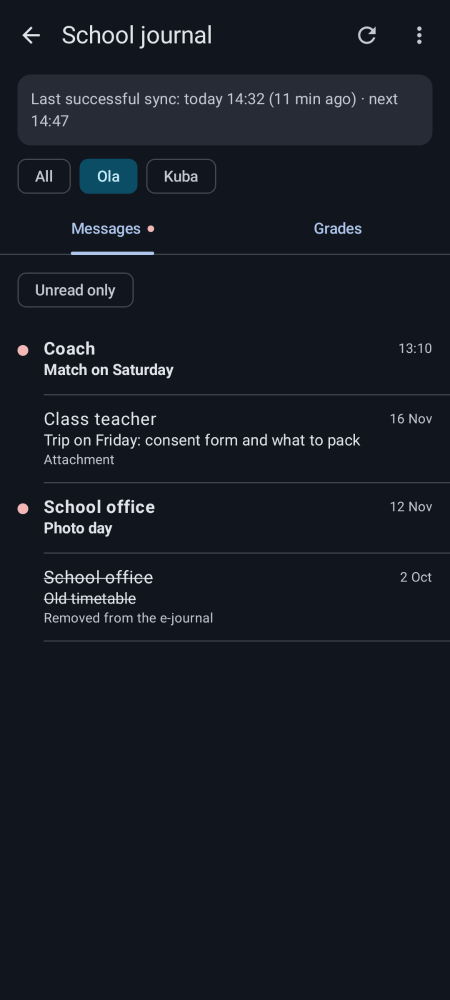 School journal
Last successful sync: today 14:32 (11 min ago) · next
14:47
All
Ola
Kuba
Messages
Grades
Unread only
Coach
13:10
Match on Saturday
Class teacher
16 Nov
Trip on Friday: consent form and what to pack
Attachment
School office
12 Nov
Photo day
School office
2 Oct
Old timetable
Removed from the e-journal